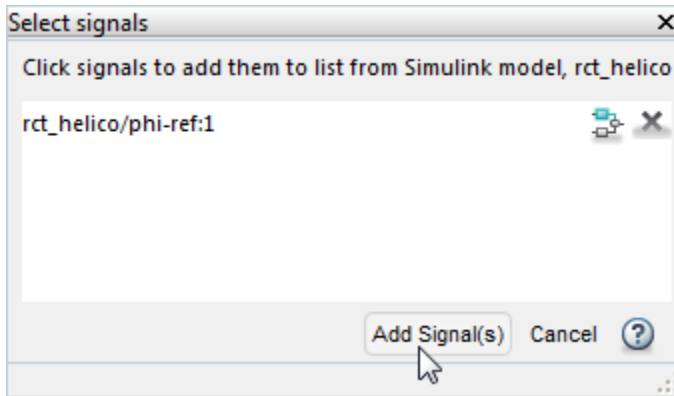 Select signals
Click signals to add them to list from Simulink model, rct_helico
rct_helico/phi-ref:1
Add Signal(s) Cancel